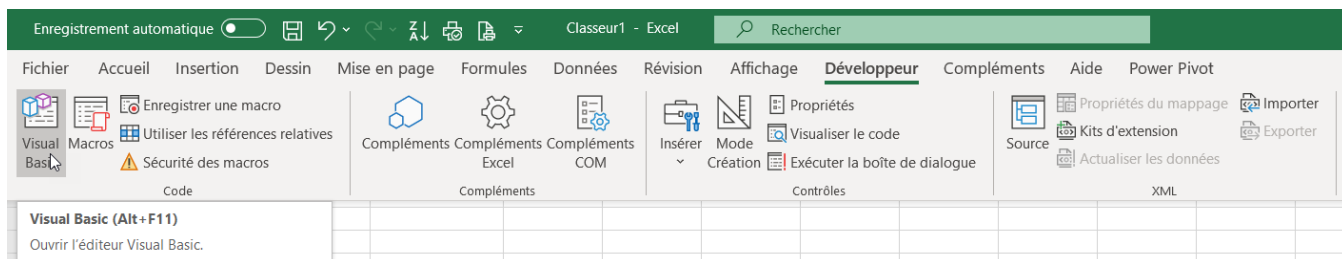 Enregistrement automatique Classeur1 - Excel Rechercher
Fichier Accueil Insertion Dessin Mise en page Formules Données Révision Affichage Développeur Compléments Aide Power Pivot
Visual Basic
Macros
Enregistrer une macro
Utiliser les références relatives
Sécurité des macros
Code
Compléments
Compléments Excel
Compléments COM
Compléments
Insérer
Mode Création
Propriétés
Visualiser le code
Exécuter la boîte de dialogue
Contrôles
Source
Propriétés du mappage
Kits d'extension
Actualiser les données
Importer
Exporter
XML
Visual Basic (Alt+F11)
Ouvrir l'éditeur Visual Basic.